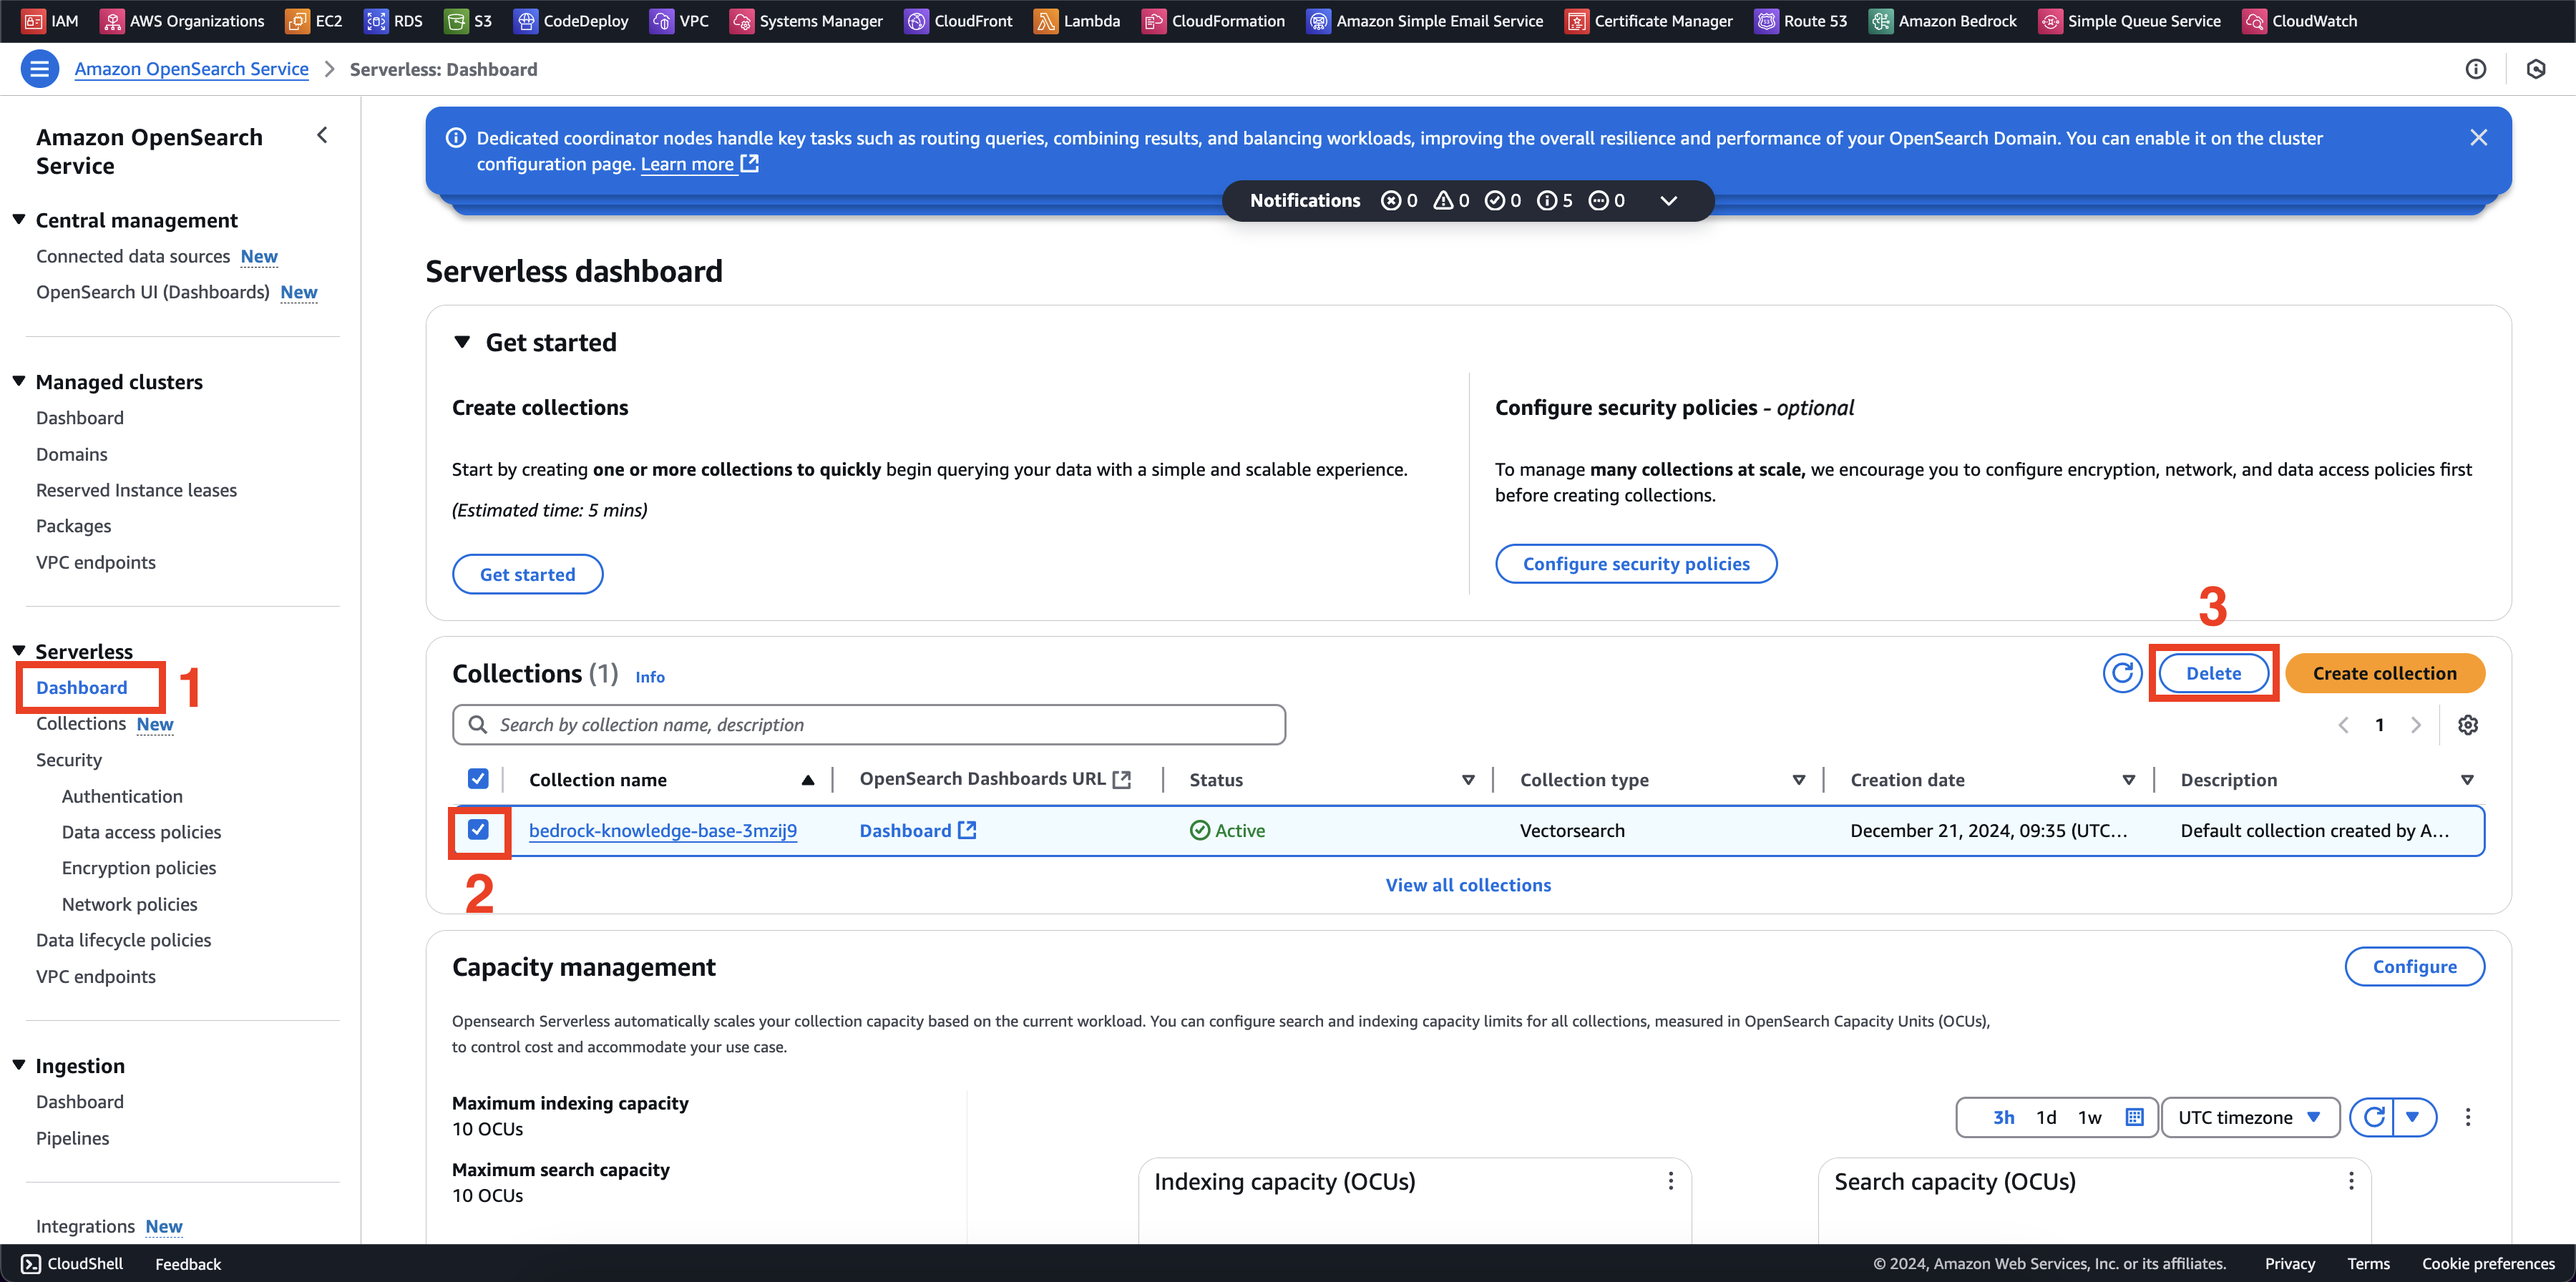 IAM AWS Organizations EC2 RDS S3 CodeDeploy VPC Systems Manager CloudFront Lambda CloudFormation Amazon Simple Email Service Certificate Manager Route 53 Amazon Bedrock Simple Queue Service CloudWatch
Amazon OpenSearch Service > Serverless: Dashboard
Amazon OpenSearch
Service
Central management
Connected data sources New
OpenSearch UI (Dashboards) New
Managed clusters
Dashboard
Domains
Reserved Instance leases
Packages
VPC endpoints
Serverless
Dashboard 1
Collections New
Security
Authentication
Data access policies
Encryption policies
Network policies
Data lifecycle policies
VPC endpoints
Ingestion
Dashboard
Pipelines
Integrations New
Dedicated coordinator nodes handle key tasks such as routing queries, combining results, and balancing workloads, improving the overall resilience and performance of your OpenSearch Domain. You can enable it on the cluster
configuration page. Learn more
Notifications 0 0 0 5 0
Serverless dashboard
Get started
Create collections
Start by creating one or more collections to quickly begin querying your data with a simple and scalable experience.
(Estimated time: 5 mins)
Get started
Configure security policies - optional
To manage many collections at scale, we encourage you to configure encryption, network, and data access policies first
before creating collections.
Configure security policies
3
Collections (1) Info
Delete Create collection
Search by collection name, description
1
Collection name OpenSearch Dashboards URL Status Collection type Creation date Description
bedrock-knowledge-base-3mzij9 Dashboard Active Vectorsearch December 21, 2024, 09:35 (UTC... Default collection created by A...
2
View all collections
Capacity management
Configure
Opensearch Serverless automatically scales your collection capacity based on the current workload. You can configure search and indexing capacity limits for all collections, measured in OpenSearch Capacity Units (OCUs),
to control cost and accommodate your use case.
Maximum indexing capacity
10 OCUs
Maximum search capacity
10 OCUs
3h 1d 1w UTC timezone
Indexing capacity (OCUs)
Search capacity (OCUs)
CloudShell Feedback
© 2024, Amazon Web Services, Inc. or its affiliates. Privacy Terms Cookie preferences